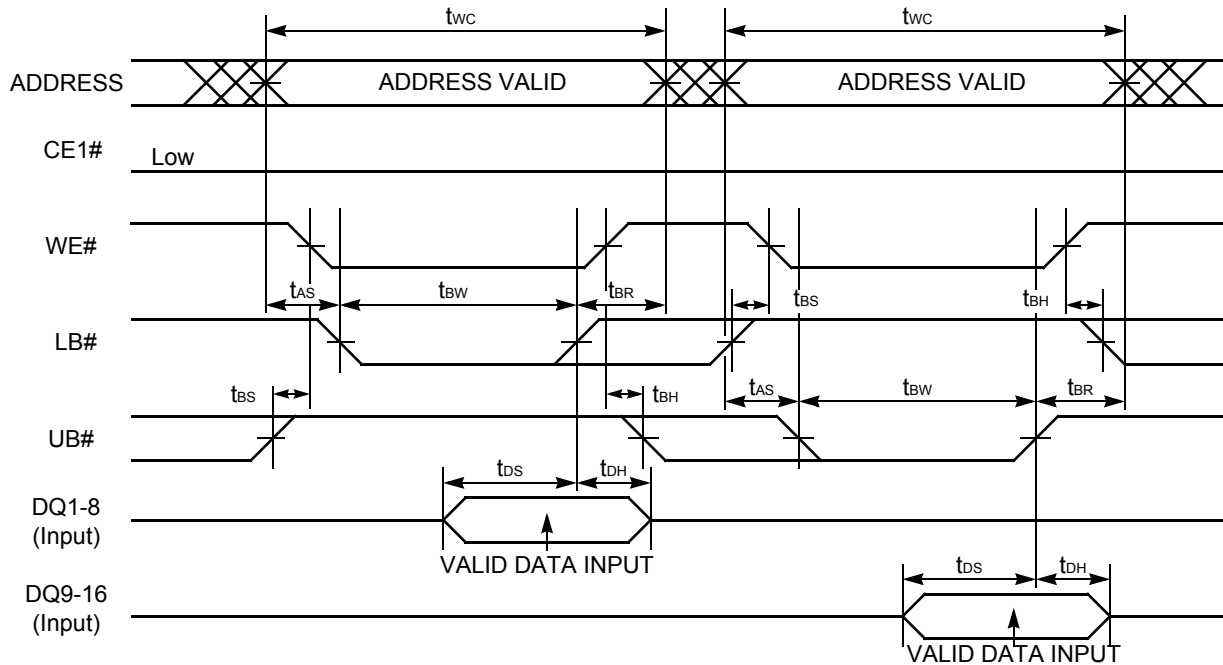 tWC tWC
ADDRESS ADDRESS VALID ADDRESS VALID
CE1# Low
WE#
tAS tBW tBR tBS tBH
LB#
tBS tBH tAS tBW tBR
UB#
tDS tDH
DQ1-8
(Input)
VALID DATA INPUT
tDS tDH
DQ9-16
(Input)
VALID DATA INPUT